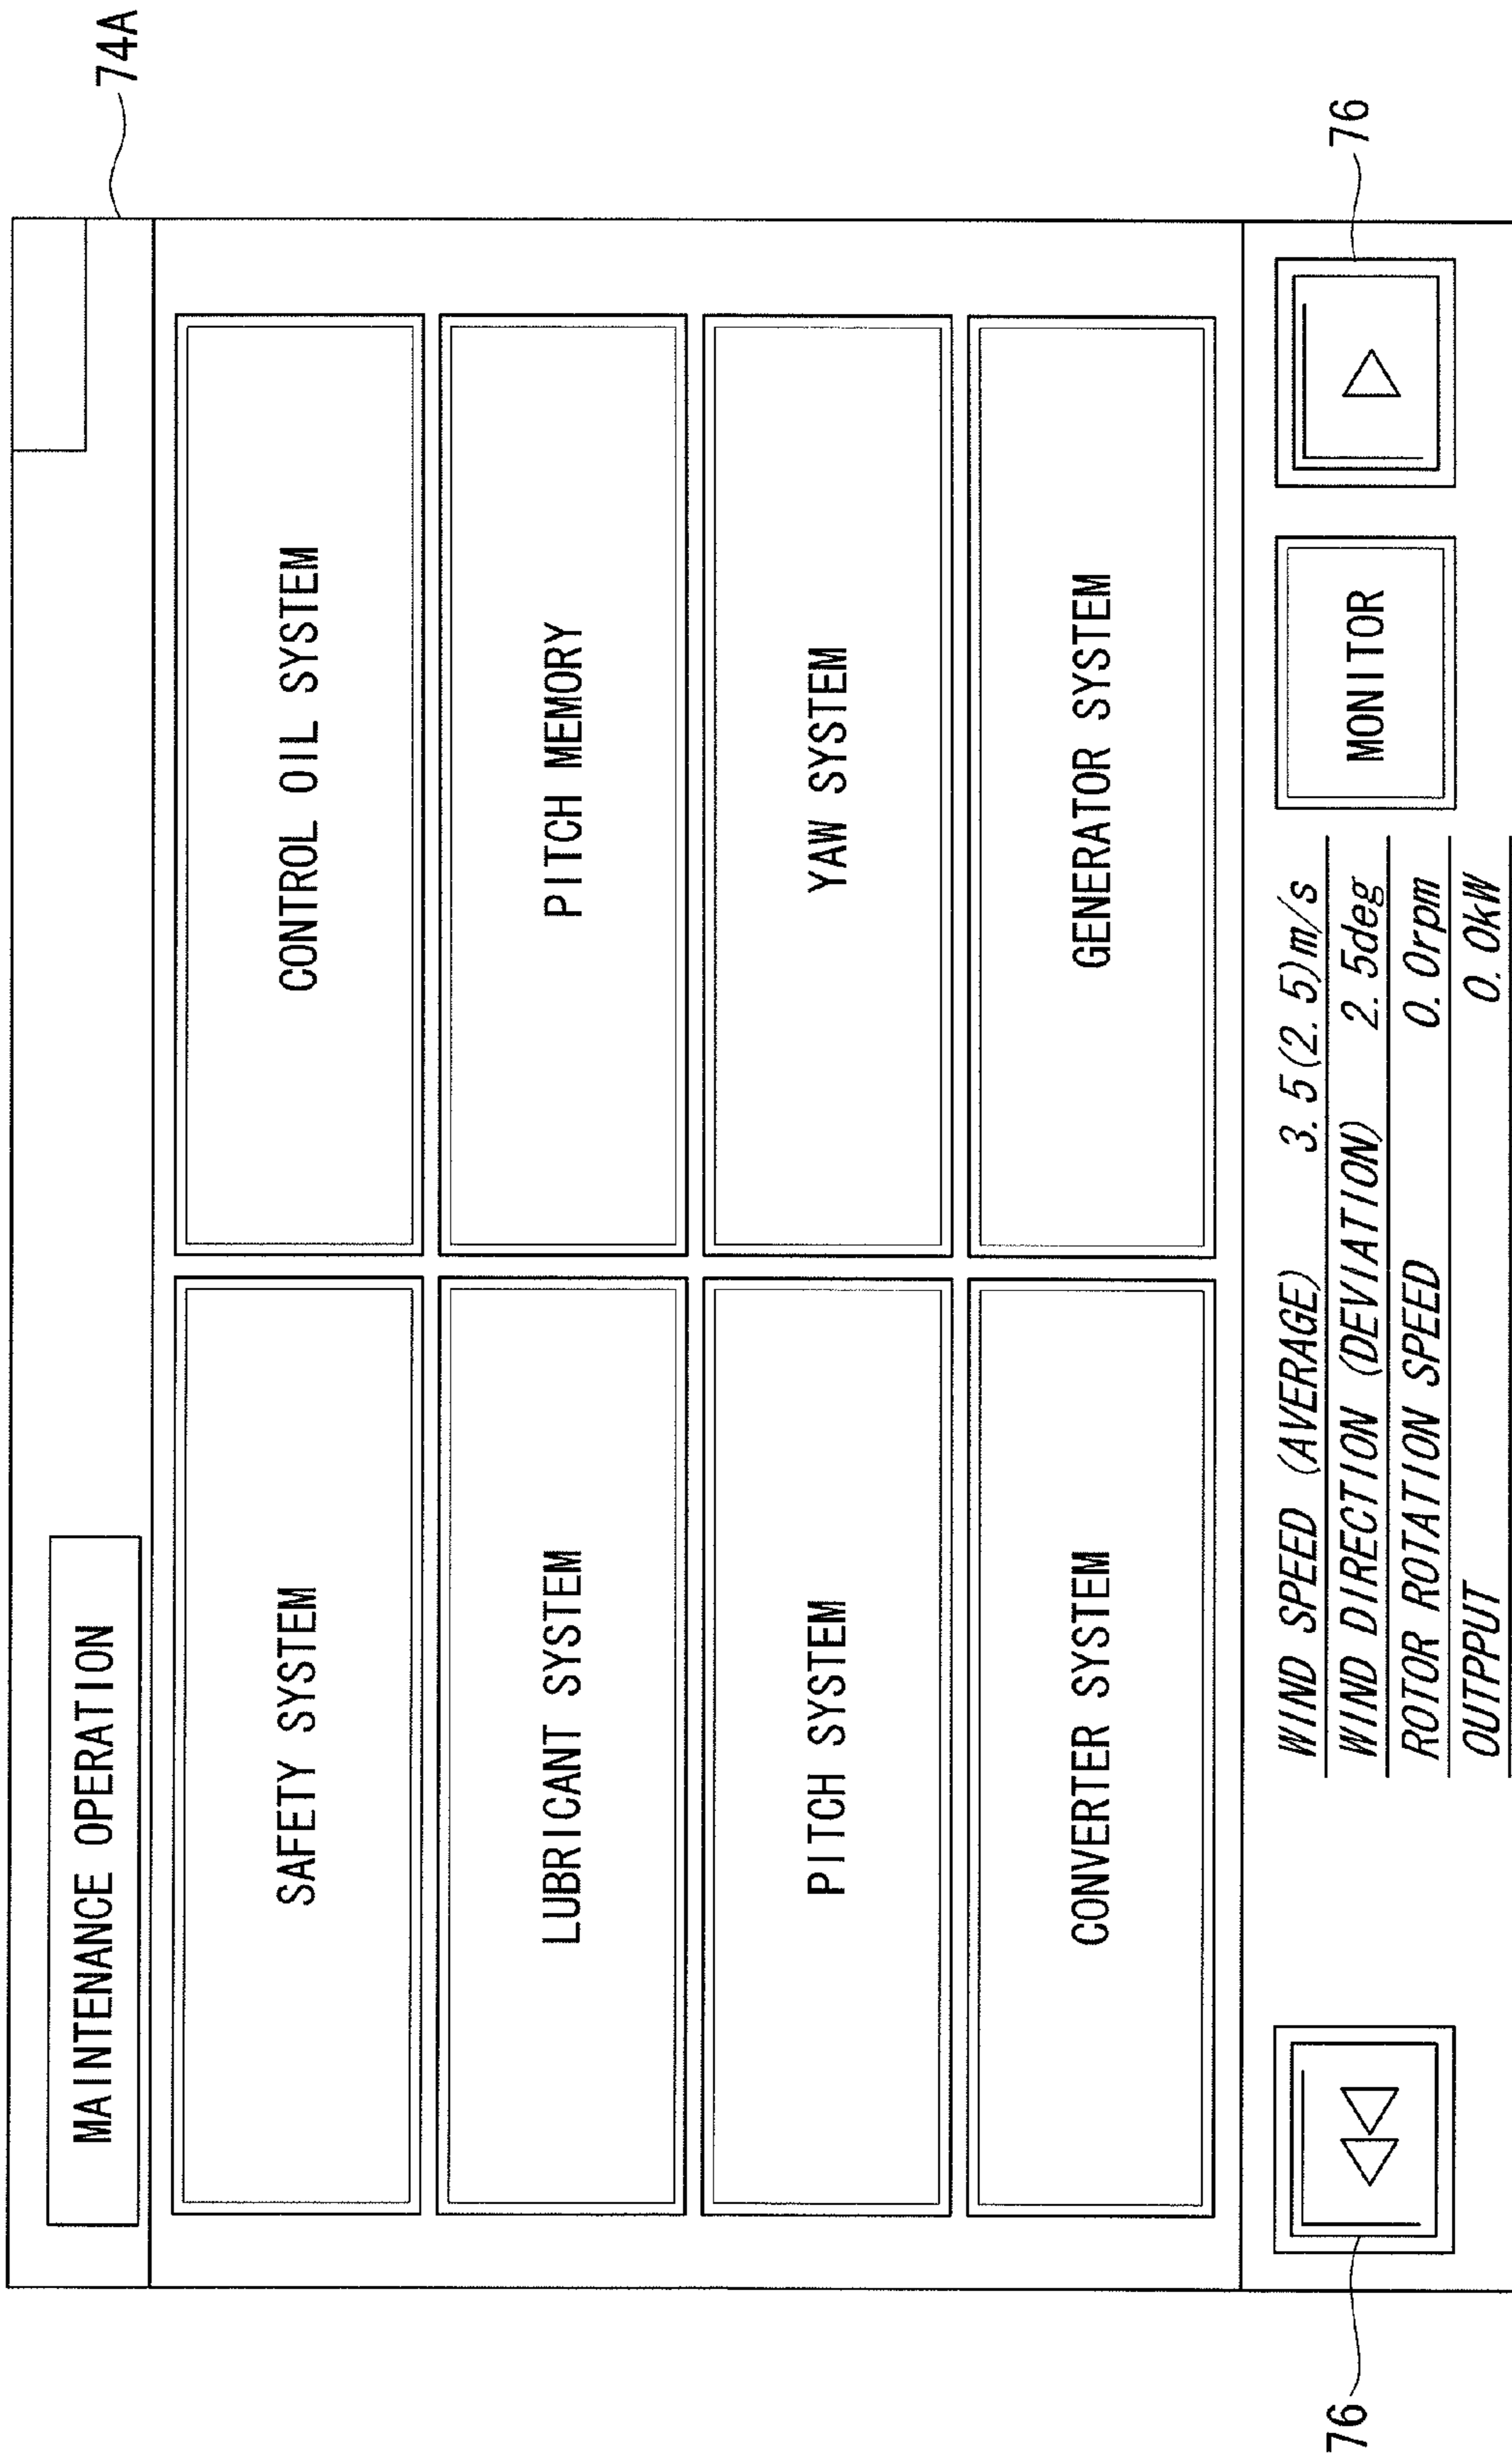 74A
MAINTENANCE OPERATION
SAFETY SYSTEM
CONTROL OIL SYSTEM
LUBRICANT SYSTEM
PITCH MEMORY
PITCH SYSTEM
YAW SYSTEM
CONVERTER SYSTEM
GENERATOR SYSTEM
76
WIND SPEED (AVERAGE) 3.5(2.5)m/s
WIND DIRECTION (DEVIATION) 2.5deg
ROTOR ROTATION SPEED 0.0rpm
OUTPPUT 0.0kW
MONITOR
76